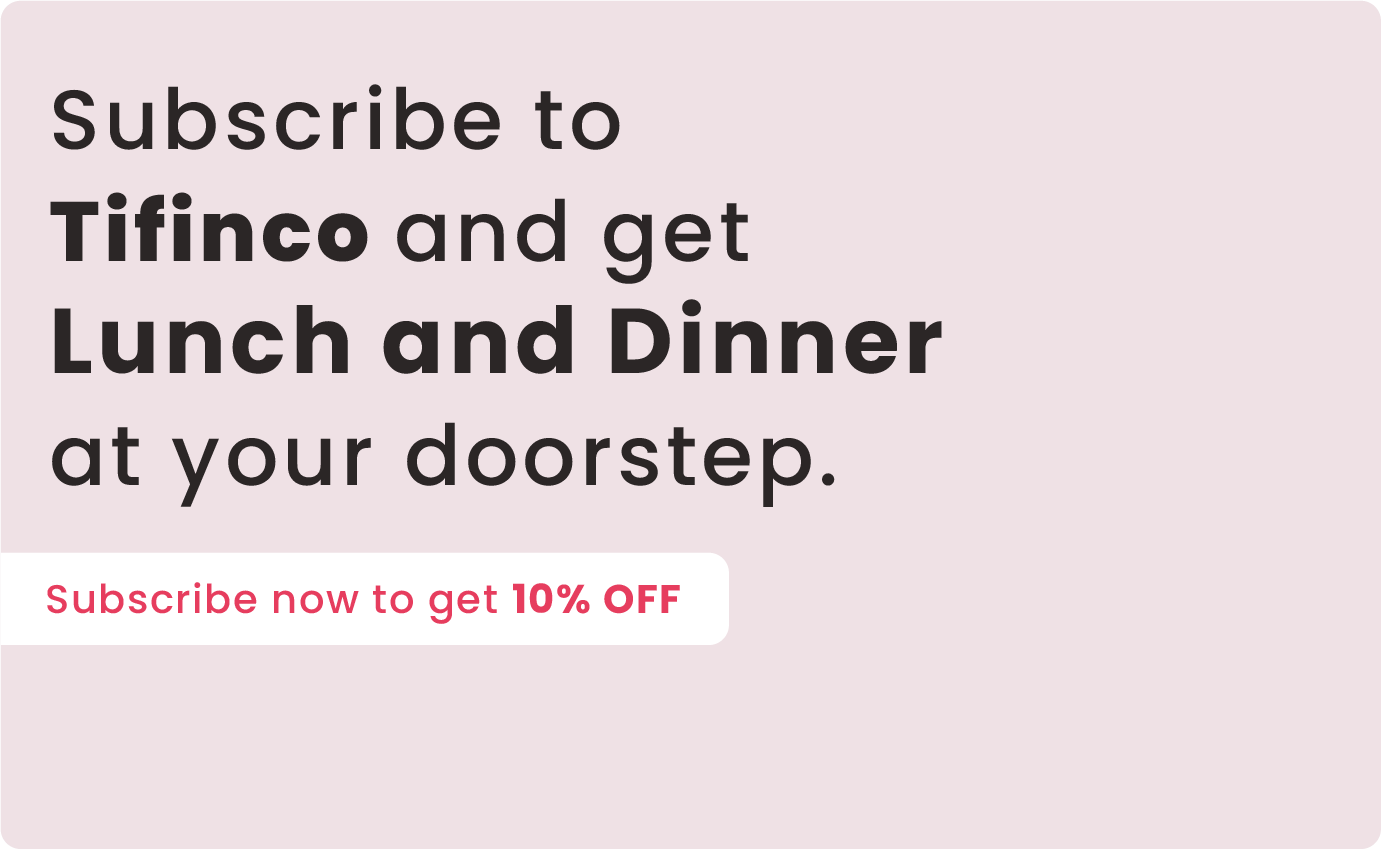 Subscribe to
Tifinco and get
Lunch and Dinner
at your doorstep.
Subscribe now to get 10% OFF